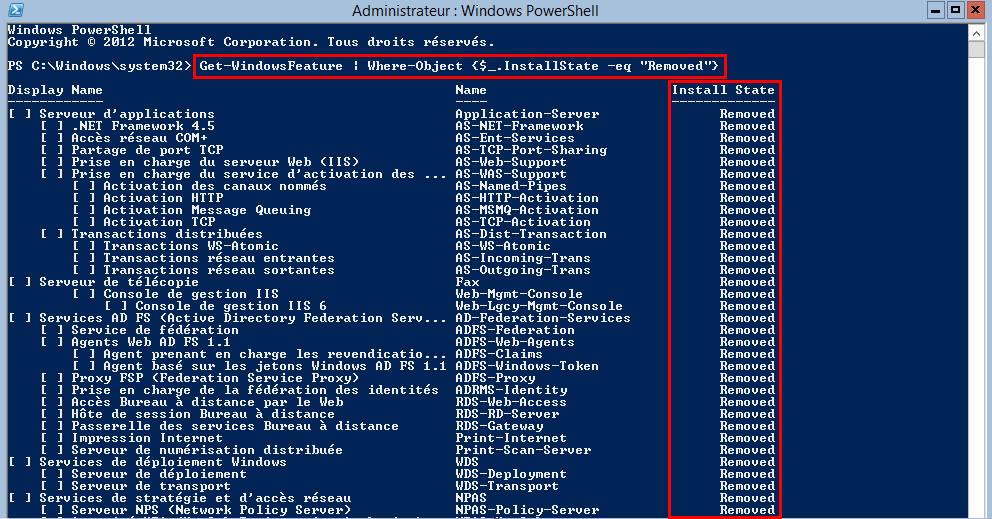 Administrateur : Windows PowerShell
Windows PowerShell
Copyright © 2012 Microsoft Corporation. Tous droits réservés.
PS C:\Windows\system32> Get-WindowsFeature | Where-Object {$_.InstallState -eq "Removed"}
Display Name Name Install State
------------ ---- -------------
[ ] Serveur d'applications Application-Server Removed
[ ] .NET Framework 4.5 AS-NET-Framework Removed
[ ] Accès réseau COM+ AS-Ent-Services Removed
[ ] Partage de port TCP AS-TCP-Port-Sharing Removed
[ ] Prise en charge du serveur Web (IIS) AS-Web-Support Removed
[ ] Prise en charge du service d'activation des ... AS-WAS-Support Removed
[ ] Activation des canaux nommés AS-Named-Pipes Removed
[ ] Activation HTTP AS-HTTP-Activation Removed
[ ] Activation Message Queuing AS-MSMQ-Activation Removed
[ ] Activation TCP AS-TCP-Activation Removed
[ ] Transactions distribuées AS-Dist-Transaction Removed
[ ] Transactions WS-Atomic AS-WS-Atomic Removed
[ ] Transactions réseau entrantes AS-Incoming-Trans Removed
[ ] Transactions réseau sortantes AS-Outgoing-Trans Removed
[ ] Serveur de télécopie Fax Removed
[ ] Console de gestion IIS Web-Mgmt-Console Removed
[ ] Console de gestion IIS 6 Web-Lgcy-Mgmt-Console Removed
[ ] Services AD FS (Active Directory Federation Serv... AD-Federation-Services Removed
[ ] Service de fédération ADFS-Federation Removed
[ ] Agents Web AD FS 1.1 ADFS-Web-Agents Removed
[ ] Agent prenant en charge les revendicatio... ADFS-Claims Removed
[ ] Agent basé sur les jetons Windows AD FS 1.1 ADFS-Windows-Token Removed
[ ] Proxy FSP (Federation Service Proxy) ADFS-Proxy Removed
[ ] Prise en charge de la fédération des identités ADRMS-Identity Removed
[ ] Accès Bureau à distance par le Web RDS-Web-Access Removed
[ ] Hôte de session Bureau à distance RDS-RD-Server Removed
[ ] Passerelle des services Bureau à distance RDS-Gateway Removed
[ ] Impression Internet Print-Internet Removed
[ ] Serveur de numérisation distribuée Print-Scan-Server Removed
[ ] Services de déploiement Windows WDS Removed
[ ] Serveur de déploiement WDS-Deployment Removed
[ ] Serveur de transport WDS-Transport Removed
[ ] Services de stratégie et d'accès réseau NPAS Removed
[ ] Serveur NPS (Network Policy Server) NPAS-Policy-Server Removed